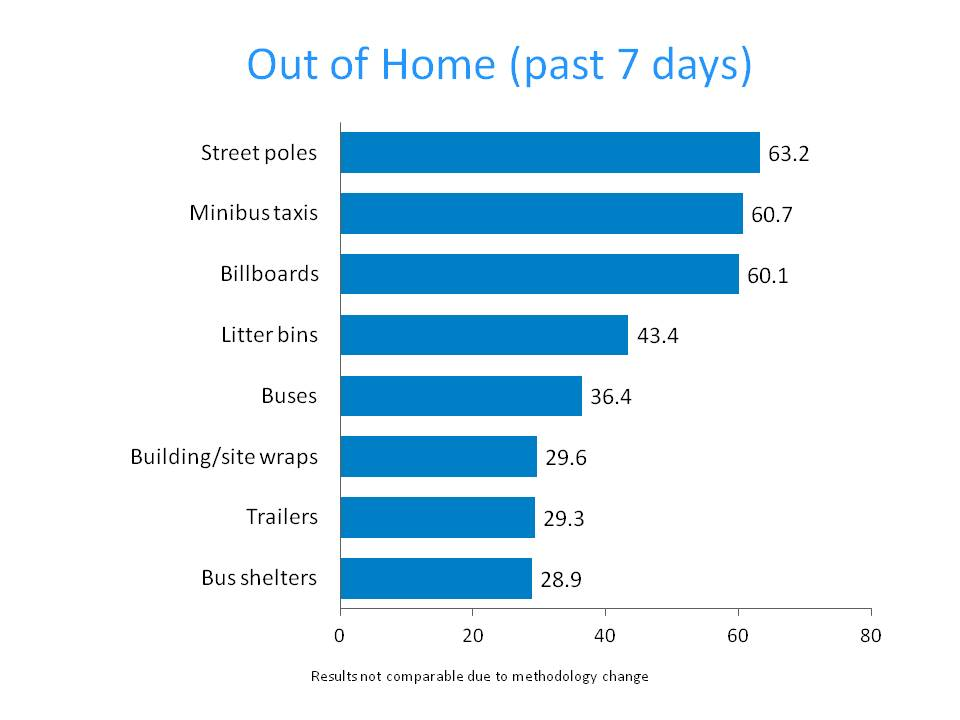 Out of Home (past 7 days)
Street poles 63.2
Minibus taxis 60.7
Billboards 60.1
Litter bins 43.4
Buses 36.4
Building/site wraps 29.6
Trailers 29.3
Bus shelters 28.9
0 20 40 60 80
Results not comparable due to methodology change